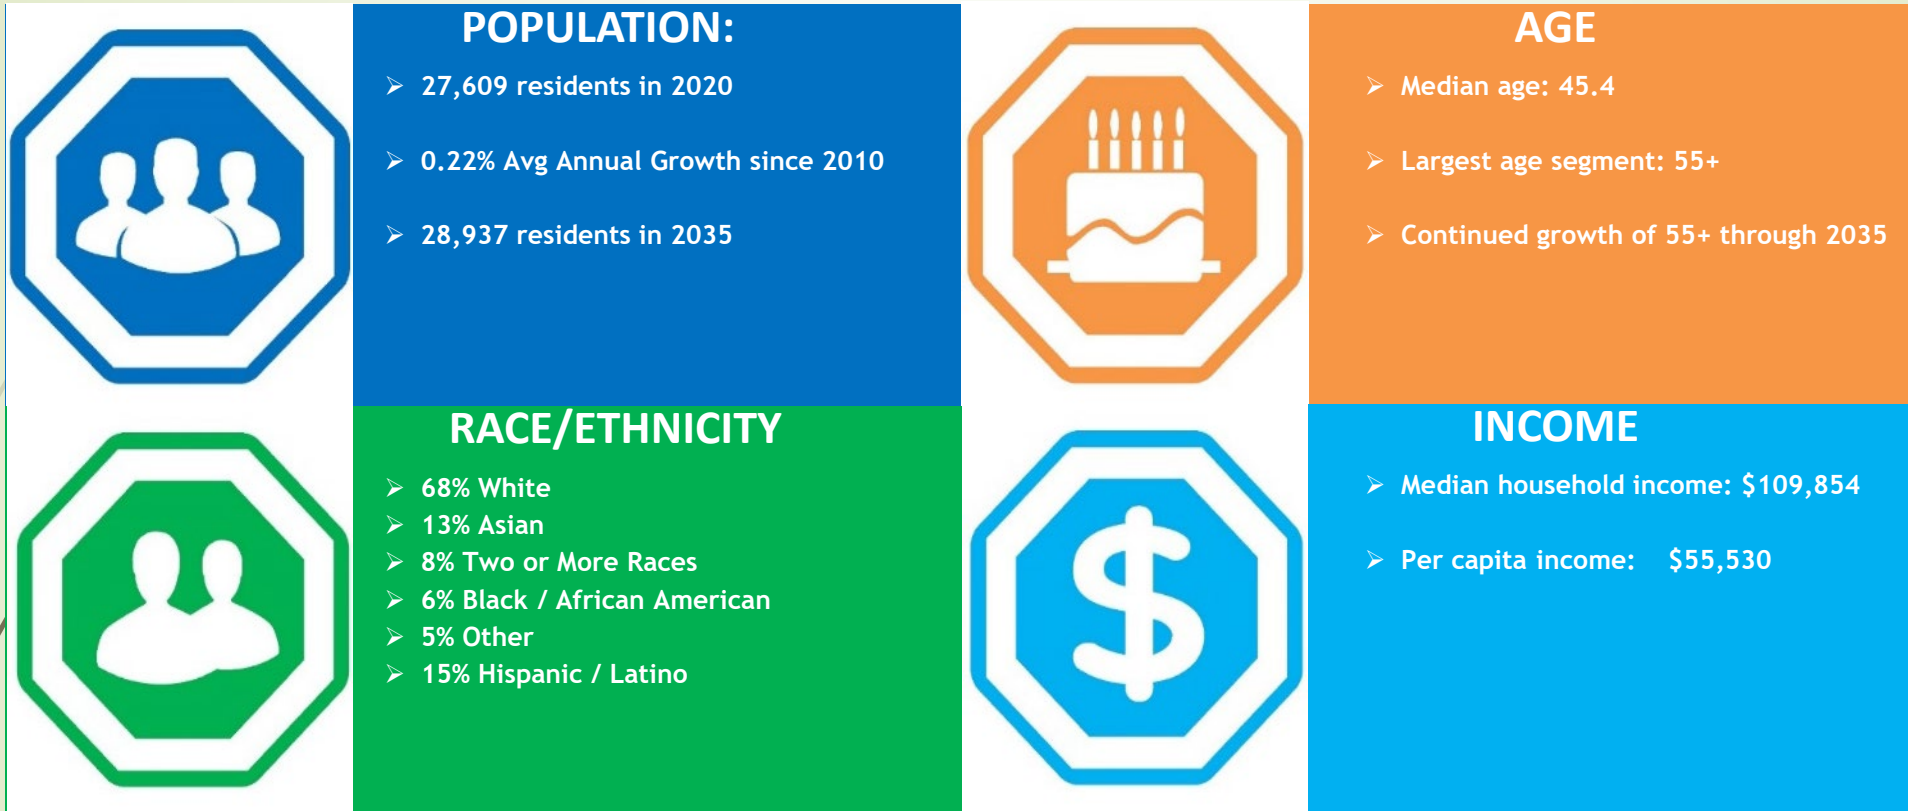 POPULATION:
➢ 27,609 residents in 2020
➢ 0.22% Avg Annual Growth since 2010
➢ 28,937 residents in 2035
AGE
➢ Median age: 45.4
➢ Largest age segment: 55+
➢ Continued growth of 55+ through 2035
RACE/ETHNICITY
➢ 68% White
➢ 13% Asian
➢ 8% Two or More Races
➢ 6% Black / African American
➢ 5% Other
➢ 15% Hispanic / Latino
INCOME
➢ Median household income: $109,854
➢ Per capita income: $55,530
$